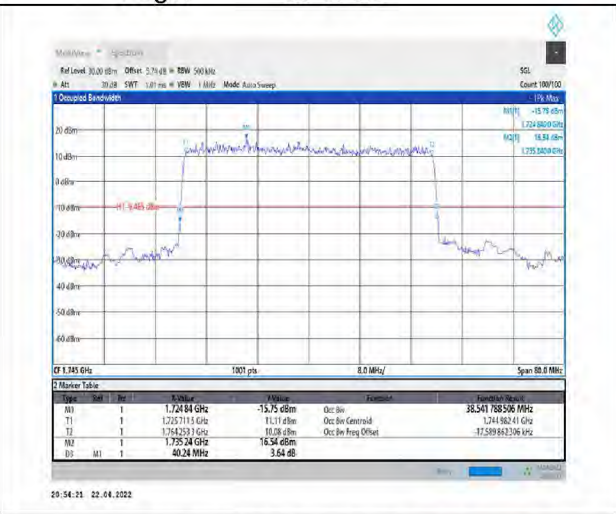 MultiView Spectrum
Ref Level 30.00 dBm Offset 5.74 dB RBW 500 kHz SGL
Att 30 dB SWT 1.01 ms VBW 1 MHz Mode Auto Sweep Count 100/100
1 Occupied Bandwidth 1Pk Max
M1[1] -15.75 dBm
1.724 840 0 GHz
M2[1] 16.54 dBm
1.735 240 0 GHz
20 dBm
10 dBm
0 dBm
-10 dBm
-20 dBm
-30 dBm
-40 dBm
-50 dBm
-60 dBm
CF 1.745 GHz 1001 pts 8.0 MHz/ Span 80.0 MHz
2 Marker Table
Type Ref Trc X-Value Y-Value Function Function Result
M1 1 1.724 84 GHz -15.75 dBm Occ Bw 38.541 788 506 MHz
T1 1 1.725 711 5 GHz 11.11 dBm Occ Bw Centroid 1.744 982 41 GHz
T2 1 1.764 253 3 GHz 10.08 dBm Occ Bw Freq Offset -17.589 862 306 kHz
M2 1 1.735 24 GHz 16.54 dBm
D3 M1 1 40.24 MHz 3.64 dB
20:54:21 22.04.2022